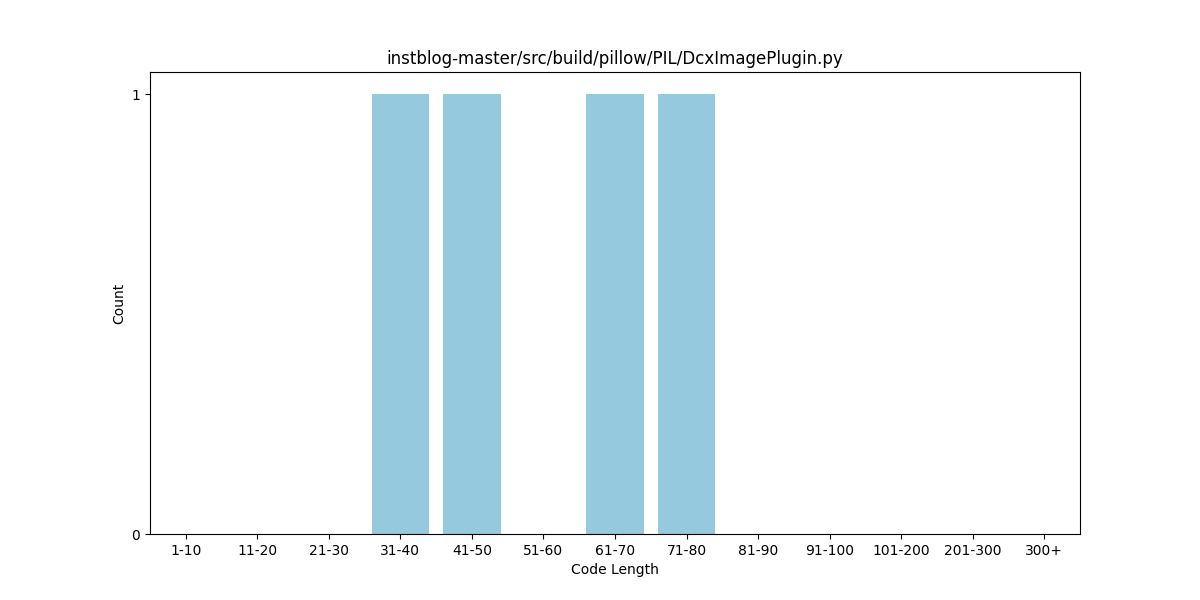 instblog-master/src/build/pillow/PIL/DcxImagePlugin.py
1
Count
0
1-10 11-20 21-30 31-40 41-50 51-60 61-70 71-80 81-90 91-100 101-200 201-300 300+
Code Length